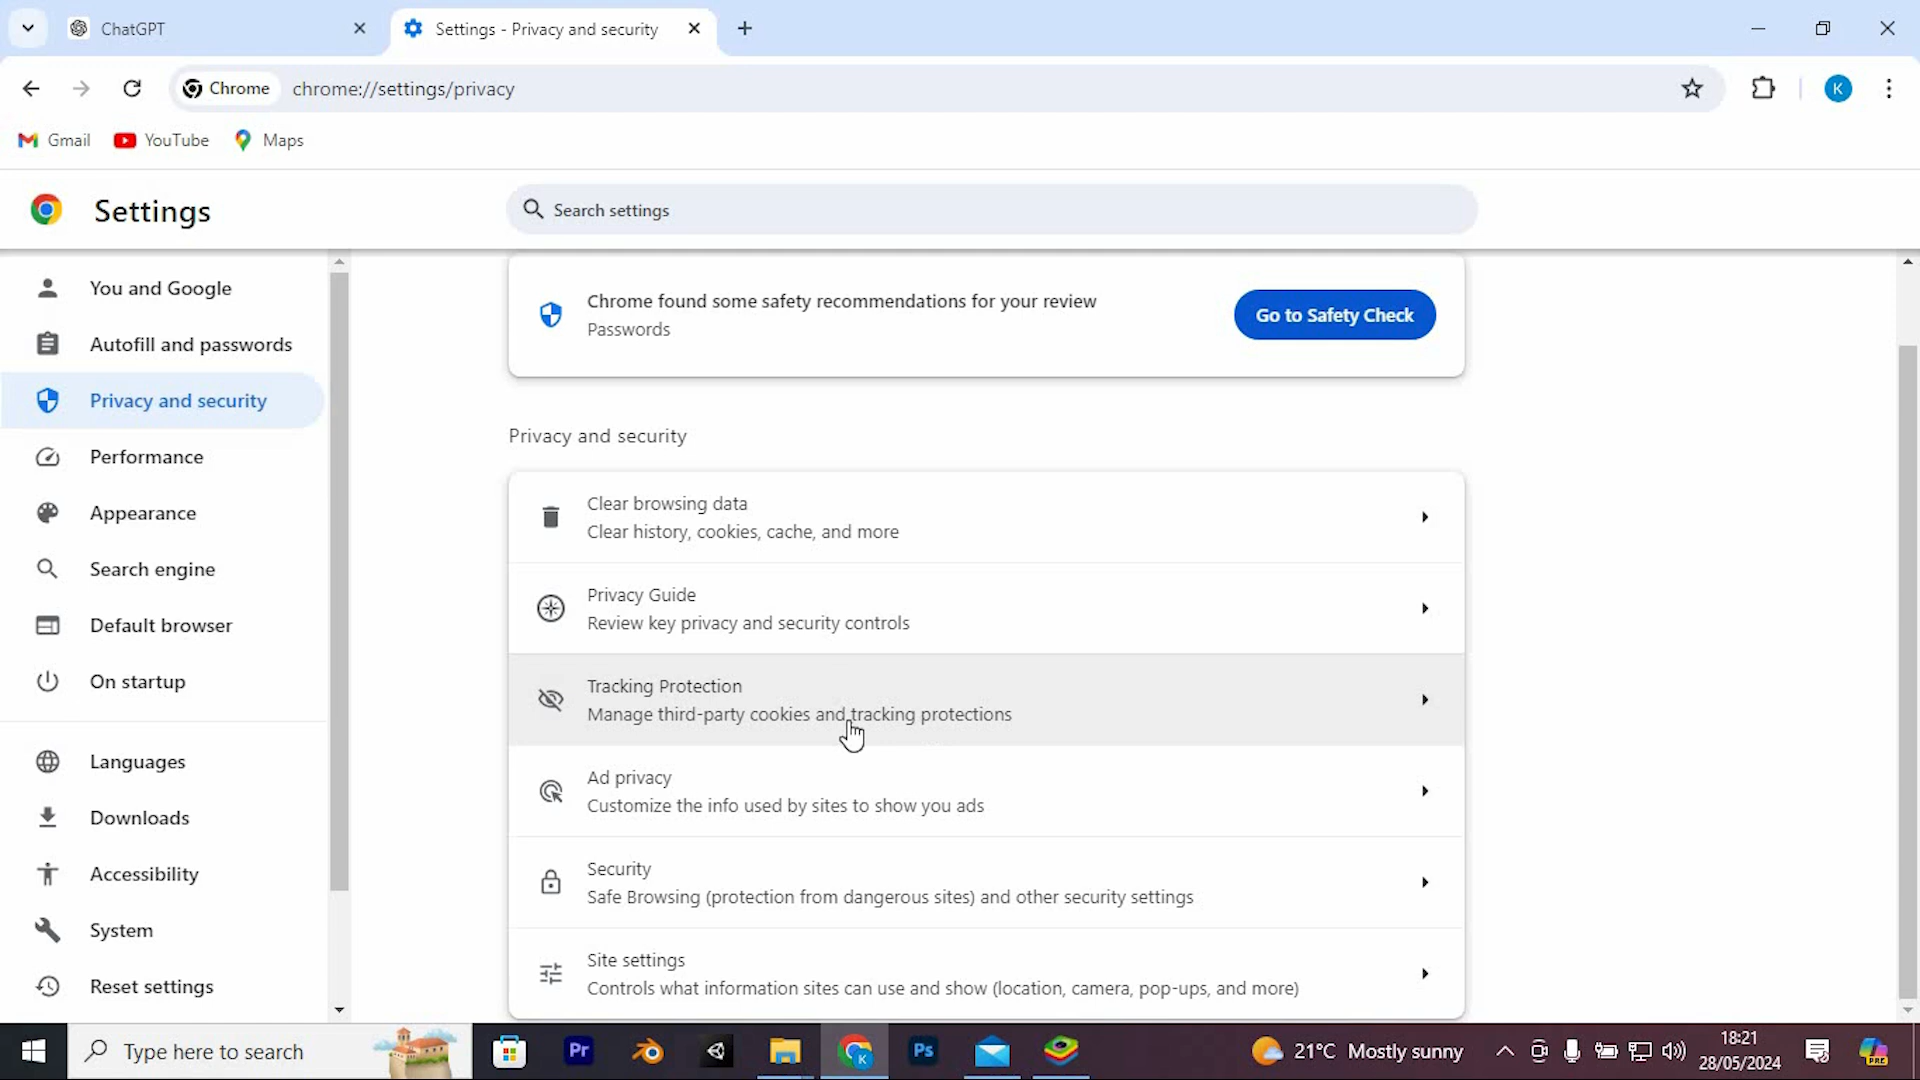 ChatGPT
Settings - Privacy and security
Chrome
chrome://settings/privacy
K
Gmail
YouTube
Maps
Settings
Search settings
You and Google
Autofill and passwords
Privacy and security
Performance
Appearance
Search engine
Default browser
On startup
Languages
Downloads
Accessibility
System
Reset settings
Chrome found some safety recommendations for your review
Passwords
Go to Safety Check
Privacy and security
Clear browsing data
Clear history, cookies, cache, and more
Privacy Guide
Review key privacy and security controls
Tracking Protection
Manage third-party cookies and tracking protections
Ad privacy
Customize the info used by sites to show you ads
Security
Safe Browsing (protection from dangerous sites) and other security settings
Site settings
Controls what information sites can use and show (location, camera, pop-ups, and more)
Type here to search
Pr
K
Ps
21°C Mostly sunny
18:21
28/05/2024
PRE